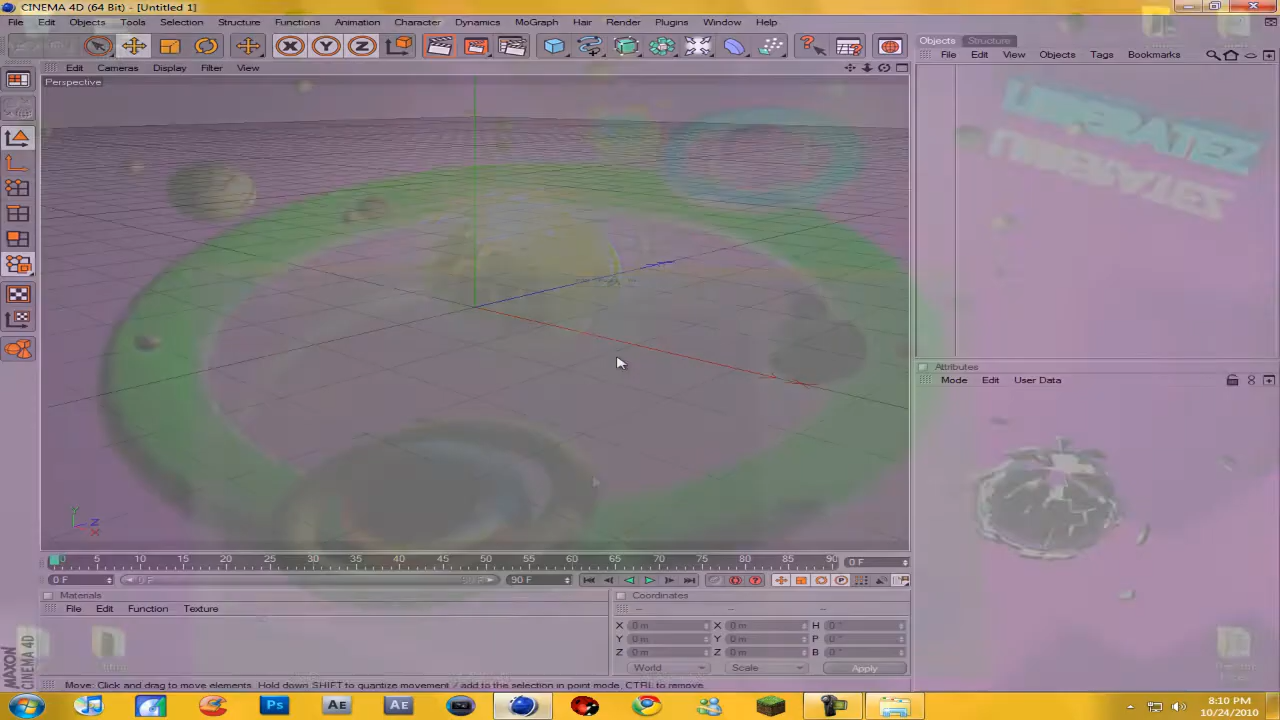 CINEMA 4D (64 Bit) - [Untitled 1]
File Edit Objects Tools Selection Structure Functions Animation Character Dynamics MoGraph Hair Render Plugins Window Help
Objects Structure
File Edit View Objects Tags Bookmarks
Edit Cameras Display Filter View
Perspective
Y Z X
Attributes
Mode Edit User Data
0 5 10 15 20 25 30 35 40 45 50 55 60 65 70 75 80 85 90 0 F
0 F 0 F 90 F 90 F
Materials
File Edit Function Texture
Coordinates
-- -- --
X 0 m X 0 m H 0 °
Y 0 m Y 0 m P 0 °
Z 0 m Z 0 m B 0 °
World Scale Apply
MAXON CINEMA 4D
Move: Click and drag to move elements. Hold down SHIFT to quantize movement / add to the selection in point mode, CTRL to remove.
Ps AE AE
8:10 PM
10/24/2010